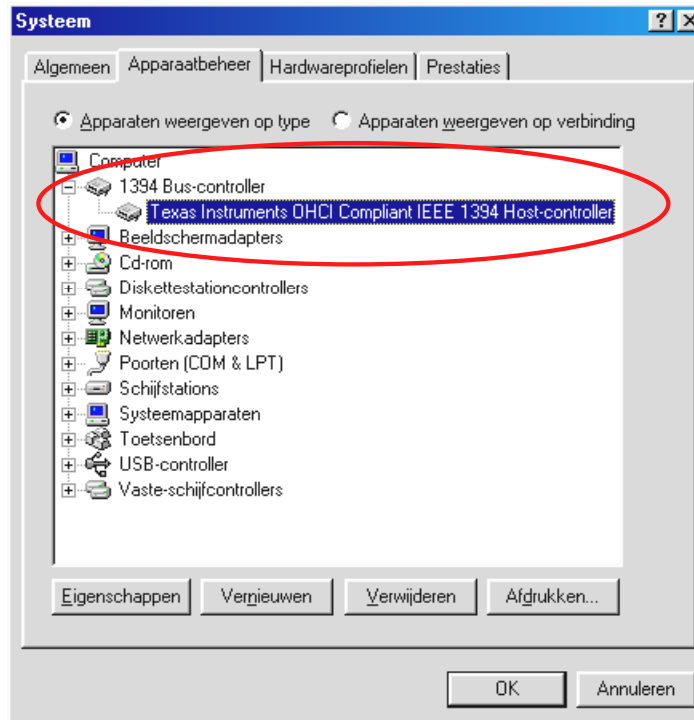 Systeem
Algemeen Apparaatbeheer Hardwareprofielen Prestaties
Apparaten weergeven op type Apparaten weergeven op verbinding
Computer
1394 Bus-controller
Texas Instruments OHCI Compliant IEEE 1394 Host-controller
Beeldschermadapters
Cd-rom
Diskettestationcontrollers
Monitoren
Netwerkadapters
Poorten (COM & LPT)
Schijfstations
Systeemapparaten
Toetsenbord
USB-controller
Vaste-schijfcontrollers
Eigenschappen Vernieuwen Verwijderen Afdrukken...
OK Annuleren